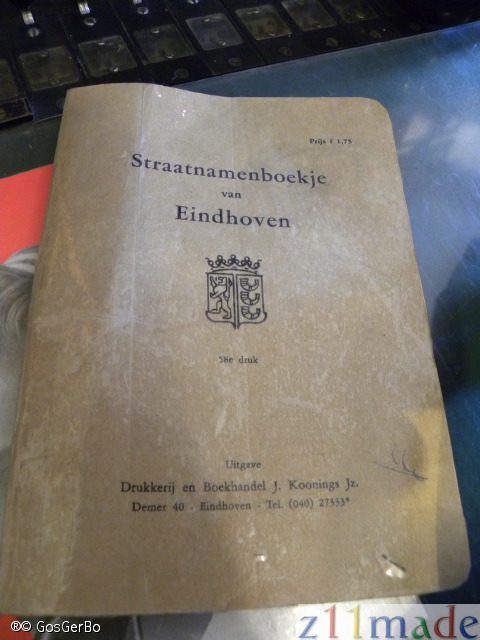 Prijs f 1,75
Straatnamenboekje
van
Eindhoven
58e druk
Uitgave
Drukkerij en Boekhandel J. Koonings Jz.
Demer 40 - Eindhoven - Tel. (040) 27333*
®© GosGerBo
z11made